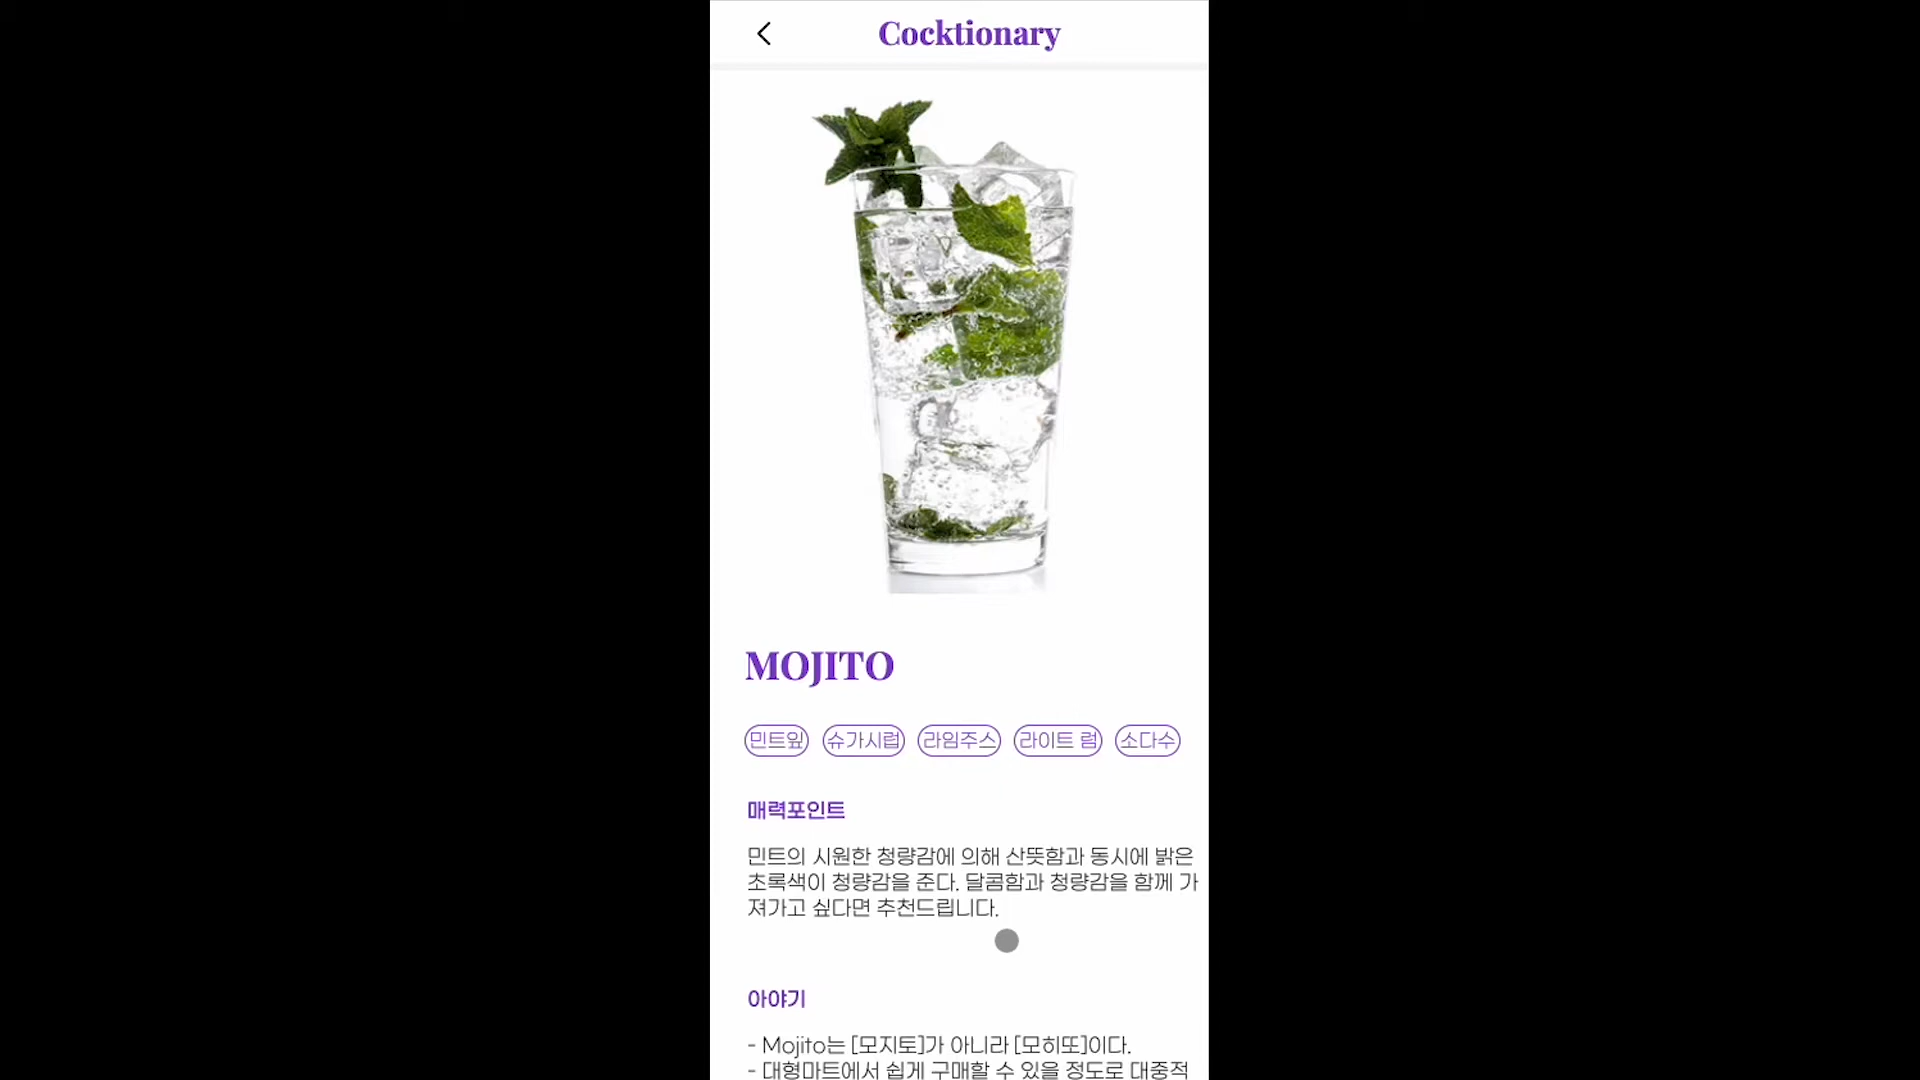 Cocktionary
MOJITO
민트잎 슈가시럽 라임주스 라이트 럼 소다수
매력포인트
민트의 시원한 청량감에 의해 산뜻함과 동시에 밝은
초록색이 청량감을 준다. 달콤함과 청량감을 함께 가
져가고 싶다면 추천드립니다.
아야기
- Mojito는 [모지토]가 아니라 [모히또]이다.
- 대형마트에서 쉽게 구매할 수 있을 정도로 대중적